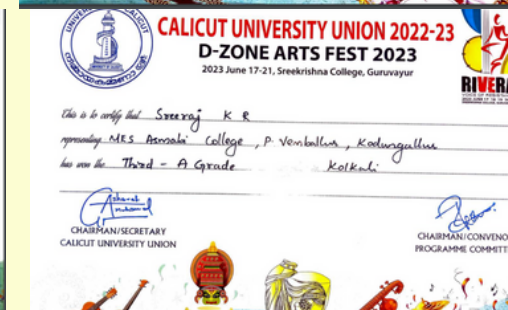 CALICUT UNIVERSITY UNION 2022-23
D-ZONE ARTS FEST 2023
2023 June 17-21, Sreekrishna College, Guruvayur
RIVERA
This is to certify that Sreeraj K R
representing MES Asmabi College, P. Vemballur, Kodungallur
has won the Third - A Grade Kolkali
CHAIRMAN/SECRETARY
CALICUT UNIVERSITY UNION
CHAIRMAN/CONVENO
PROGRAMME COMMITT